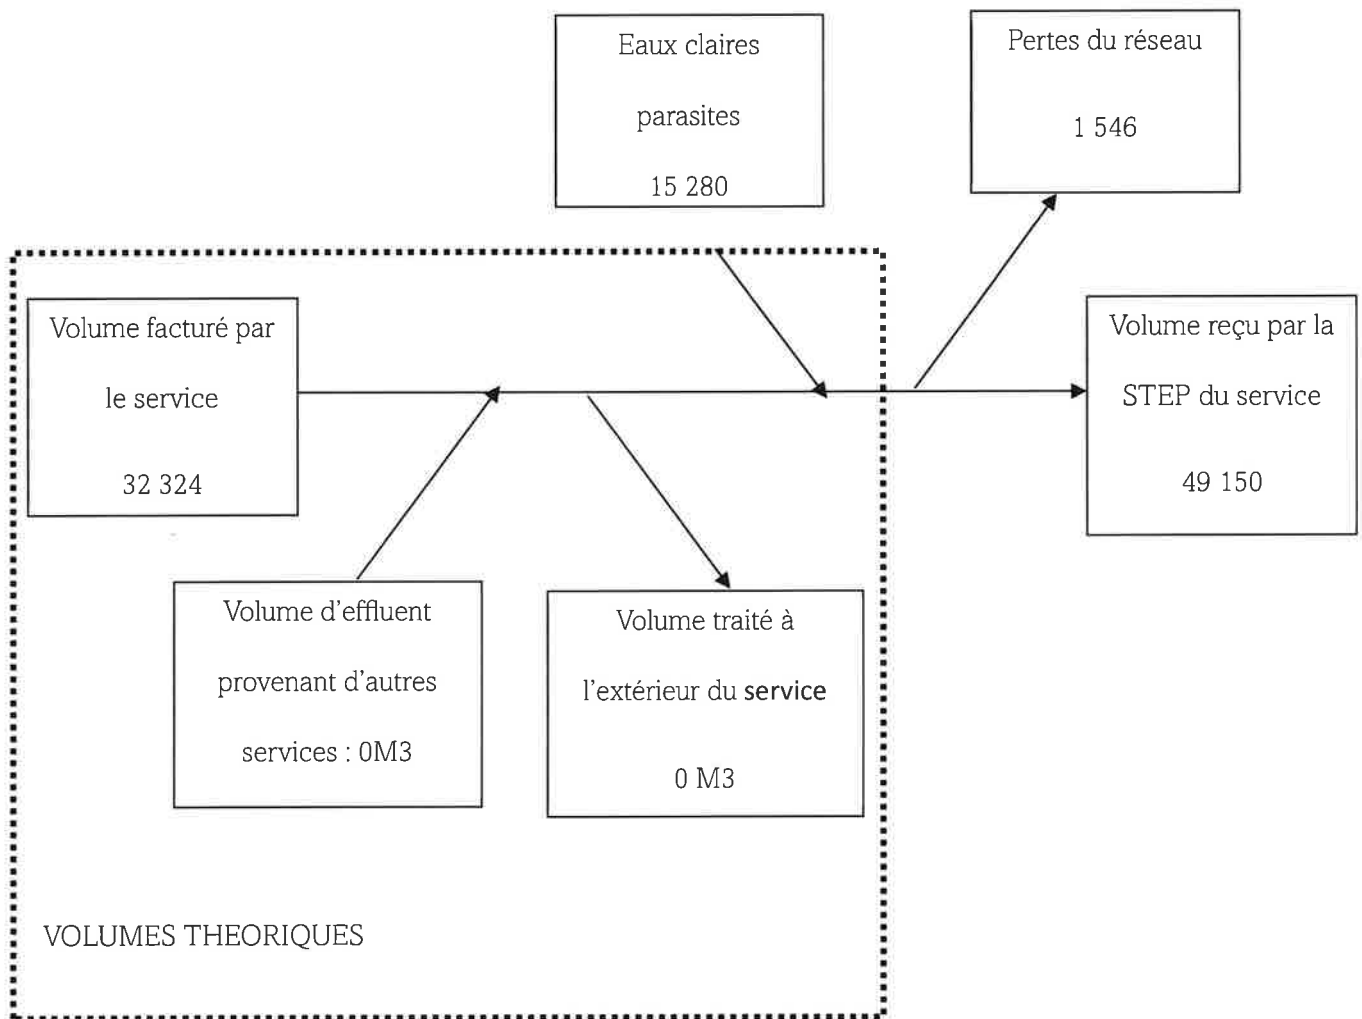 Eaux claires
parasites
15 280
Pertes du réseau
1 546
Volume facturé par
le service
32 324
Volume reçu par la
STEP du service
49 150
Volume d'effluent
provenant d'autres
services : 0M3
Volume traité à
l'extérieur du service
0 M3
VOLUMES THEORIQUES